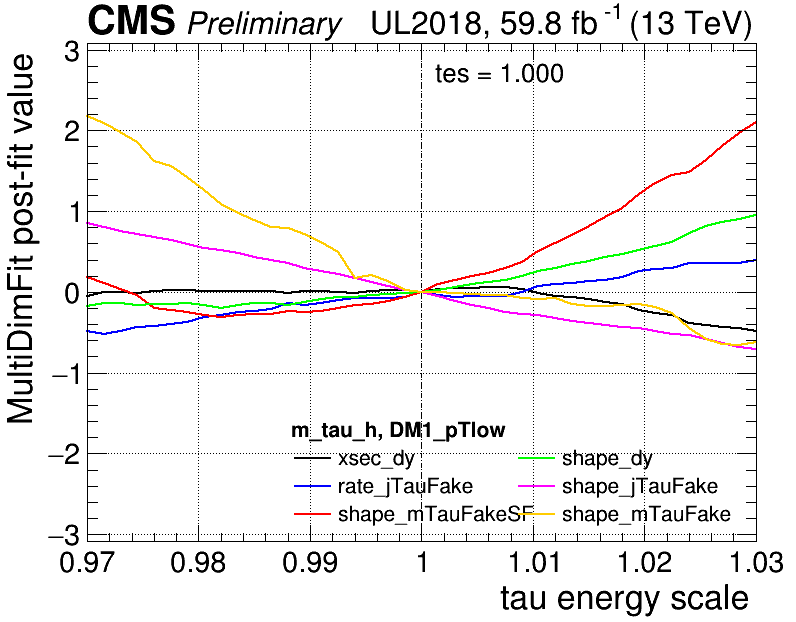 CMS Preliminary UL2018, 59.8 fb⁻¹ (13 TeV)
MultiDimFit post-fit value
3
2
1
0
−1
−2
−3
tes = 1.000
m_tau_h, DM1_pTlow
xsec_dy shape_dy
rate_jTauFake shape_jTauFake
shape_mTauFakeSF shape_mTauFake
0.97 0.98 0.99 1 1.01 1.02 1.03
tau energy scale